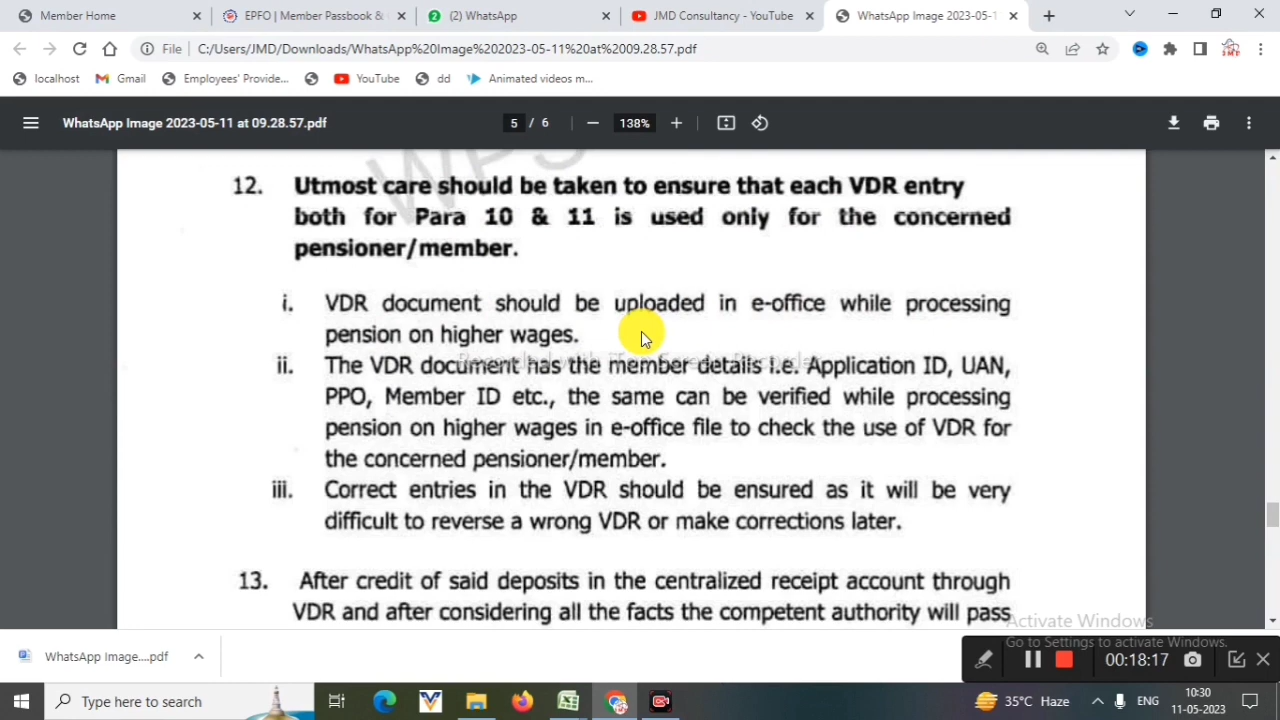 Member Home
EPFO | Member Passbook &
(2) WhatsApp
JMD Consultancy - YouTube
WhatsApp Image 2023-05-1
File C:/Users/JMD/Downloads/WhatsApp%20Image%202023-05-11%20at%2009.28.57.pdf
localhost
Gmail
Employees' Provide...
YouTube
dd
Animated videos m...
WhatsApp Image 2023-05-11 at 09.28.57.pdf
5 / 6
138%
WPS
12. Utmost care should be taken to ensure that each VDR entry
both for Para 10 & 11 is used only for the concerned
pensioner/member.
i. VDR document should be uploaded in e-office while processing
pension on higher wages.
Recorded with iTop Screen Recorder
ii. The VDR document has the member details i.e. Application ID, UAN,
PPO, Member ID etc., the same can be verified while processing
pension on higher wages in e-office file to check the use of VDR for
the concerned pensioner/member.
iii. Correct entries in the VDR should be ensured as it will be very
difficult to reverse a wrong VDR or make corrections later.
13. After credit of said deposits in the centralized receipt account through
VDR and after considering all the facts the competent authority will pass
Activate Windows
Go to Settings to activate Windows.
WhatsApp Image....pdf
00:18:17
Type here to search
35°C Haze
ENG
10:30
11-05-2023